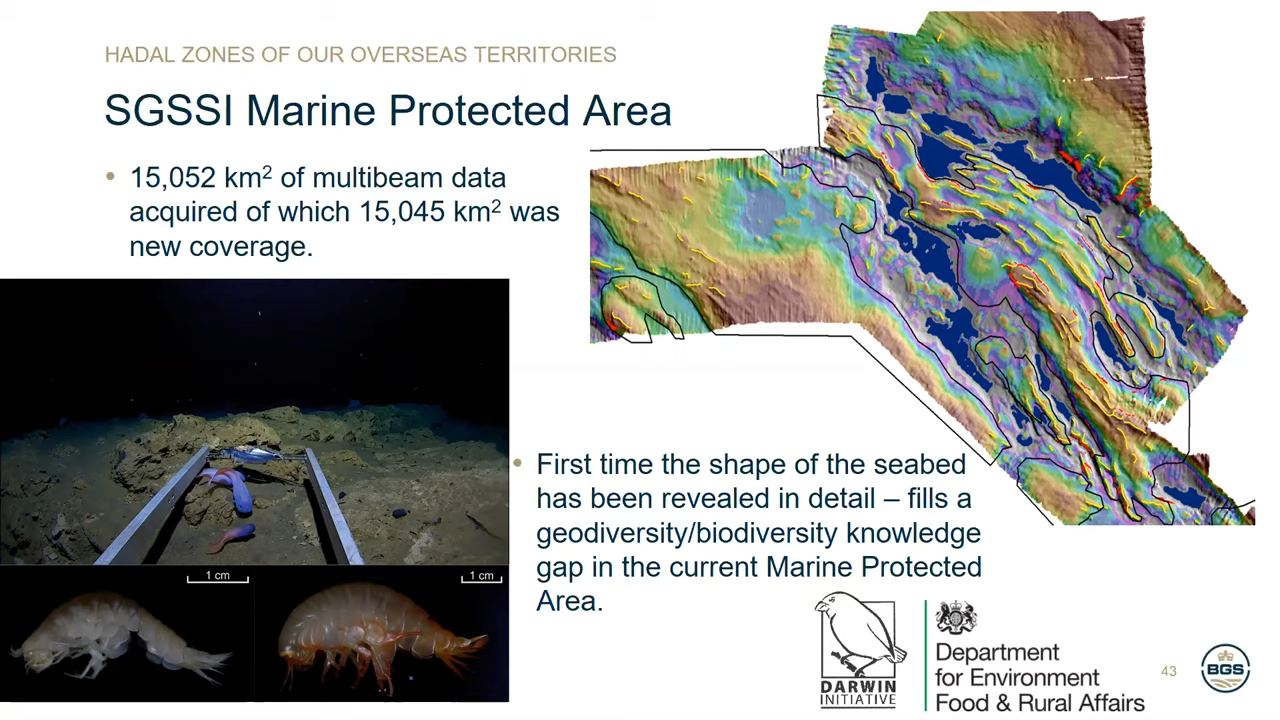 HADAL ZONES OF OUR OVERSEAS TERRITORIES
SGSSI Marine Protected Area
• 15,052 km² of multibeam data
acquired of which 15,045 km² was
new coverage.
• First time the shape of the seabed
has been revealed in detail – fills a
geodiversity/biodiversity knowledge
gap in the current Marine Protected
Area.
1 cm
1 cm
DARWIN
INITIATIVE
Department
for Environment
Food & Rural Affairs
43
BGS